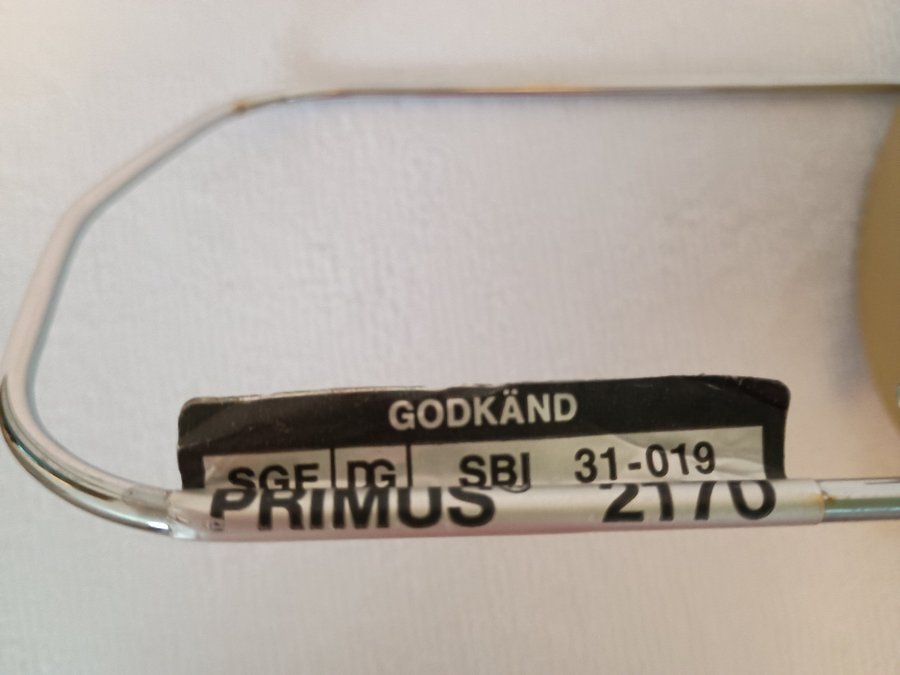 GODKÄND
SGF DG SBI 31-019
PRIMUS 2170